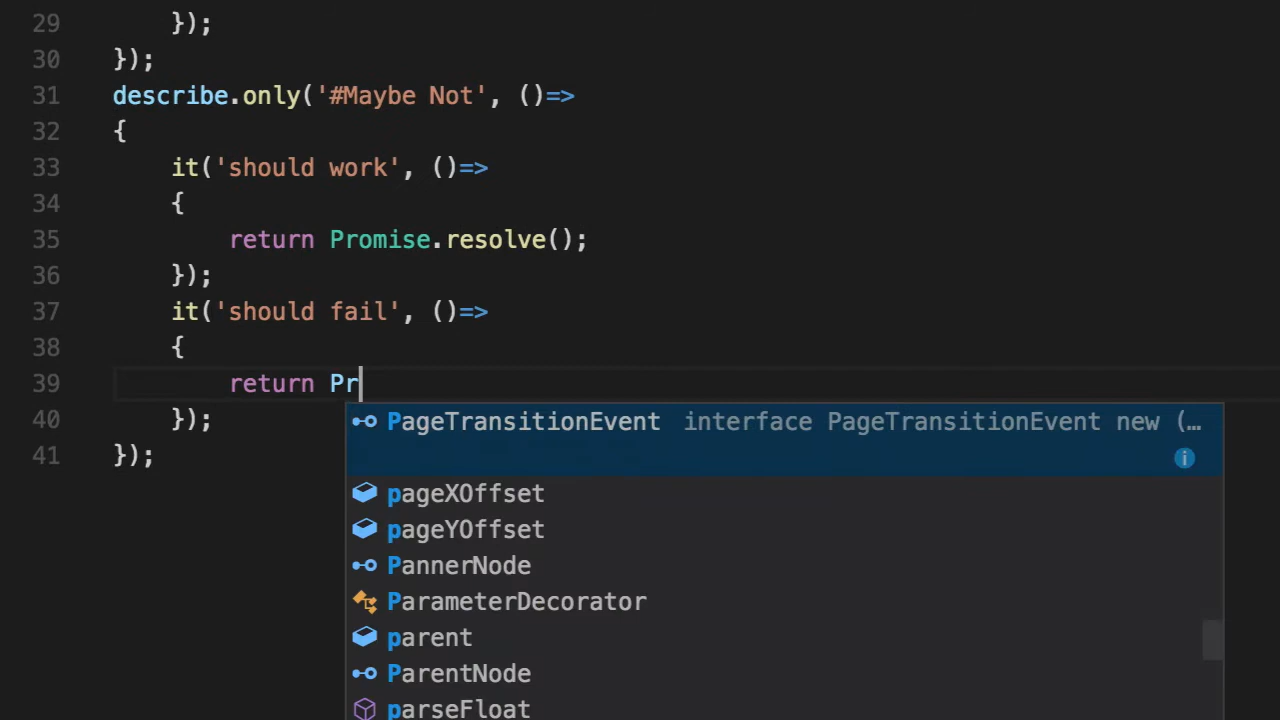 29 });
30 });
31 describe.only('#Maybe Not', ()=>
32 {
33 it('should work', ()=>
34 {
35 return Promise.resolve();
36 });
37 it('should fail', ()=>
38 {
39 return Pr
40 });
41 });
PageTransitionEvent interface PageTransitionEvent new (…
pageXOffset
pageYOffset
PannerNode
ParameterDecorator
parent
ParentNode
parseFloat